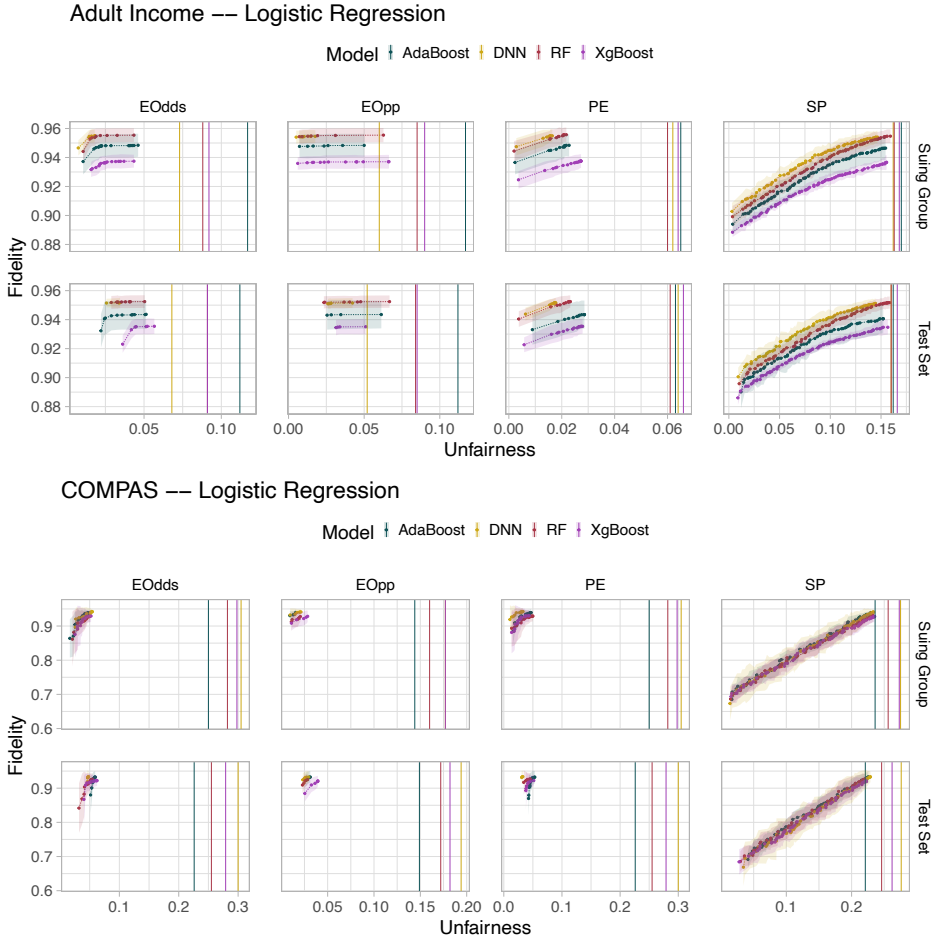 Adult Income −− Logistic Regression
Model AdaBoost DNN RF XgBoost
EOdds EOpp PE SP
0.96
0.94
0.92
0.90
0.88
Suing Group
Fidelity
0.96
0.94
0.92
0.90
0.88
Test Set
0.05 0.10 0.00 0.05 0.10 0.00 0.02 0.04 0.06 0.00 0.05 0.10 0.15
Unfairness
COMPAS −− Logistic Regression
Model AdaBoost DNN RF XgBoost
EOdds EOpp PE SP
0.9
0.8
0.7
0.6
Suing Group
Fidelity
0.9
0.8
0.7
0.6
Test Set
0.1 0.2 0.3 0.05 0.10 0.15 0.20 0.0 0.1 0.2 0.3 0.1 0.2
Unfairness